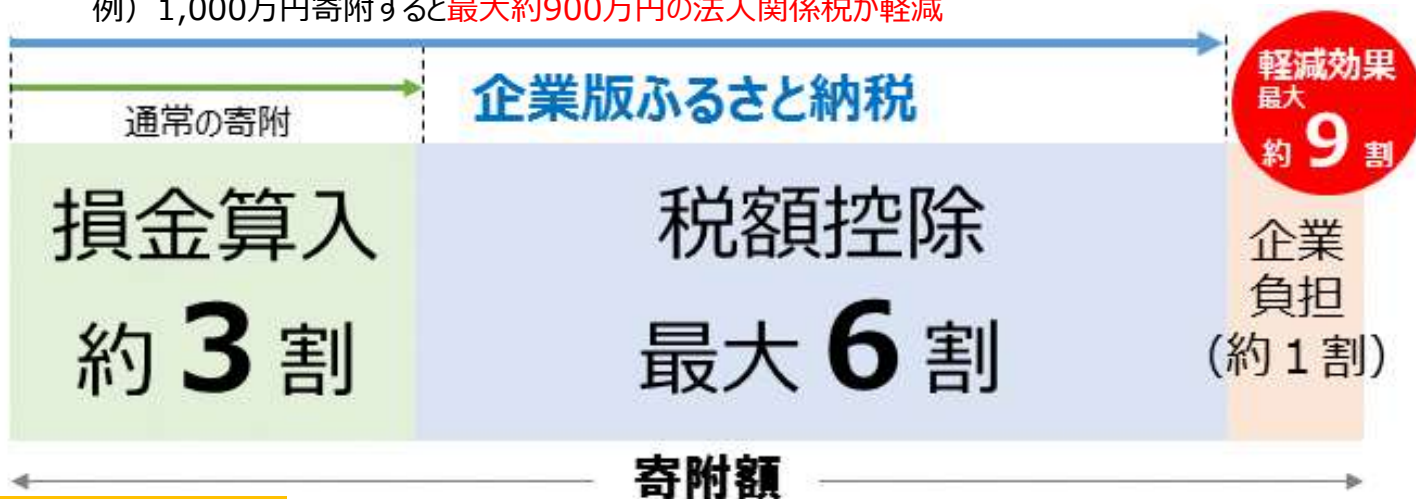 例）1,000万円寄附すると最大約900万円の法人関係税が軽減
通常の寄附
企業版ふるさと納税
軽減効果
最大
約 9 割
損金算入
約 3 割
税額控除
最大 6 割
企業
負担
（約１割）
寄附額